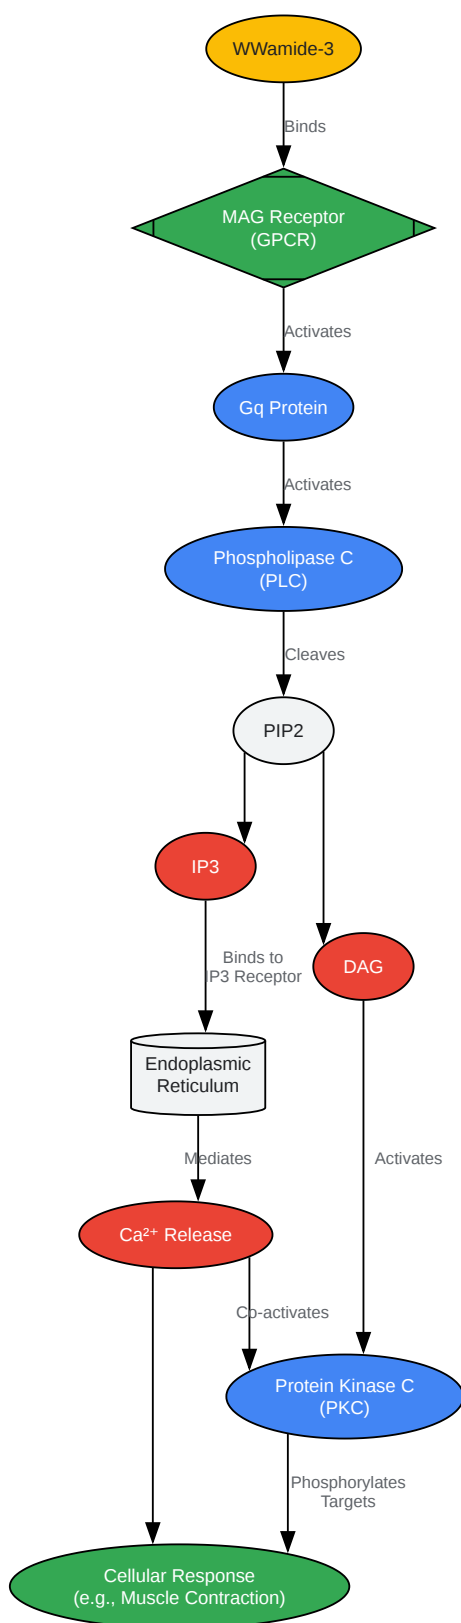 WWamide-3
Binds
MAG Receptor
(GPCR)
Activates
Gq Protein
Activates
Phospholipase C
(PLC)
Cleaves
PIP2
IP3
Binds to
IP3 Receptor
DAG
Endoplasmic
Reticulum
Mediates
Activates
Ca²⁺ Release
Co-activates
Protein Kinase C
(PKC)
Phosphorylates
Targets
Cellular Response
(e.g., Muscle Contraction)